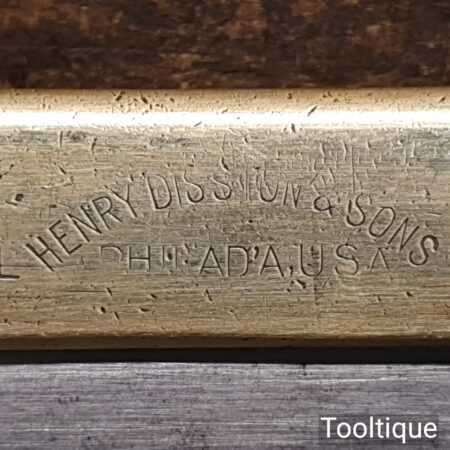 HENRY DISSTON & SONS
PHILAD'A, U.S.A.
L
Tooltique